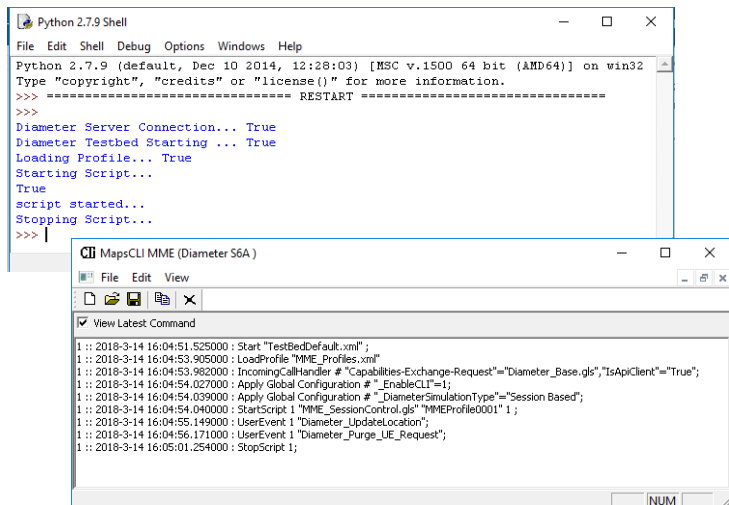 Python 2.7.9 Shell
File Edit Shell Debug Options Windows Help
Python 2.7.9 (default, Dec 10 2014, 12:28:03) [MSC v.1500 64 bit (AMD64)] on win32
Type "copyright", "credits" or "license()" for more information.
>>> ================================ RESTART ================================
>>>
Diameter Server Connection... True
Diameter Testbed Starting ... True
Loading Profile... True
Starting Script...
True
script started...
Stopping Script...
>>>
CLi MapsCLI MME (Diameter S6A )
File Edit View
View Latest Command
1 :: 2018-3-14 16:04:51.525000 : Start "TestBedDefault.xml" ;
1 :: 2018-3-14 16:04:53.905000 : LoadProfile "MME_Profiles.xml"
1 :: 2018-3-14 16:04:53.982000 : IncomingCallHandler # "Capabilities-Exchange-Request"="Diameter_Base.gls","IsApiClient"="True";
1 :: 2018-3-14 16:04:54.027000 : Apply Global Configuration # "_EnableCLI"=1;
1 :: 2018-3-14 16:04:54.039000 : Apply Global Configuration # "_DiameterSimulationType"="Session Based";
1 :: 2018-3-14 16:04:54.040000 : StartScript 1 "MME_SessionControl.gls" "MMEProfile0001" 1 ;
1 :: 2018-3-14 16:04:55.149000 : UserEvent 1 "Diameter_UpdateLocation";
1 :: 2018-3-14 16:04:56.171000 : UserEvent 1 "Diameter_Purge_UE_Request";
1 :: 2018-3-14 16:05:01.254000 : StopScript 1;
NUM